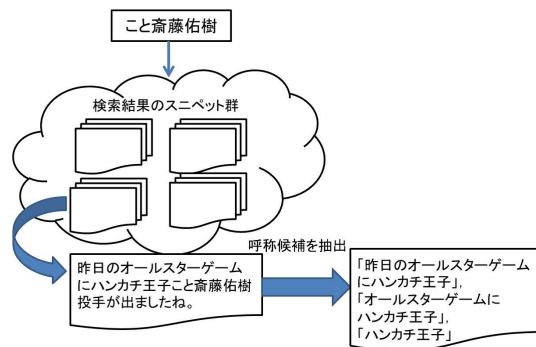 こと斎藤佑樹
検索結果のスニペット群
呼称候補を抽出
昨日のオールスターゲーム
にハンカチ王子こと斎藤佑樹
投手が出ましたね。
「昨日のオールスターゲーム
にハンカチ王子」,
「オールスターゲームに
ハンカチ王子」,
「ハンカチ王子」